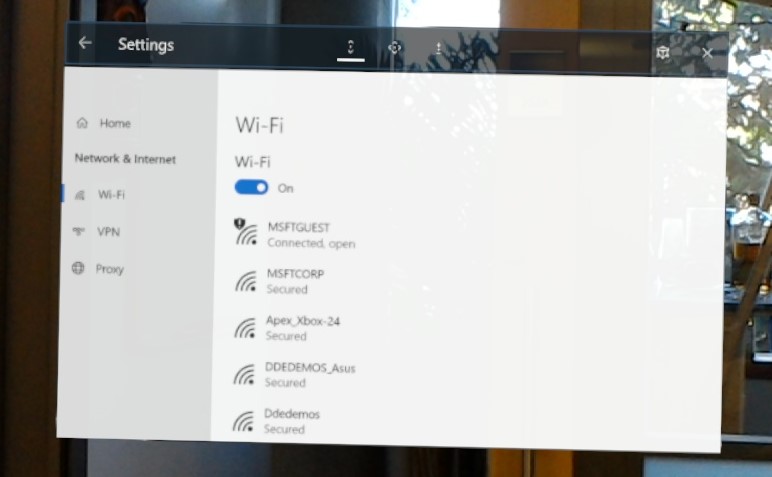 Settings
Home
Network & Internet
Wi-Fi
VPN
Proxy
Wi-Fi
Wi-Fi
On
MSFTGUEST
Connected, open
MSFTCORP
Secured
Apex_Xbox-24
Secured
DDEDEMOS_Asus
Secured
Ddedemos
Secured